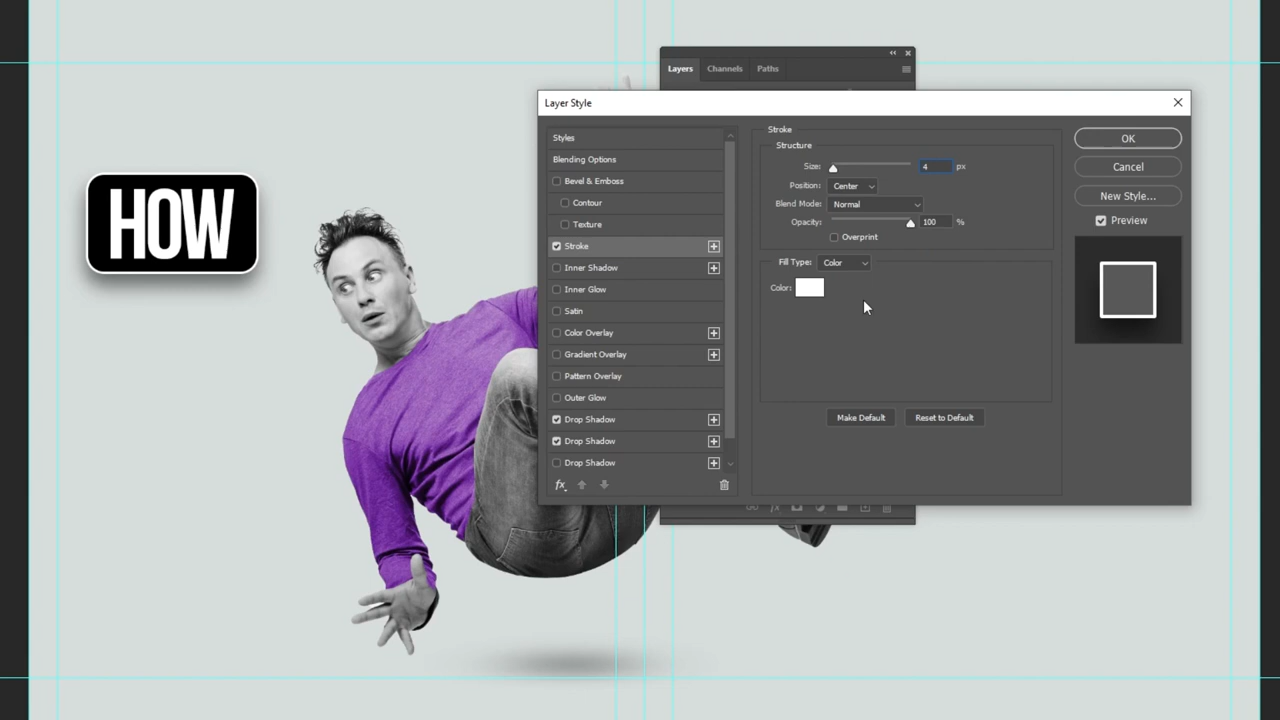 Layers Channels Paths
Layer Style
HOW
Styles
Blending Options
Bevel & Emboss
Contour
Texture
Stroke
Inner Shadow
Inner Glow
Satin
Color Overlay
Gradient Overlay
Pattern Overlay
Outer Glow
Drop Shadow
Drop Shadow
Drop Shadow
fx
Stroke
Structure
Size: 4 px
Position: Center
Blend Mode: Normal
Opacity: 100 %
Overprint
Fill Type: Color
Color:
Make Default Reset to Default
OK
Cancel
New Style...
Preview
fx